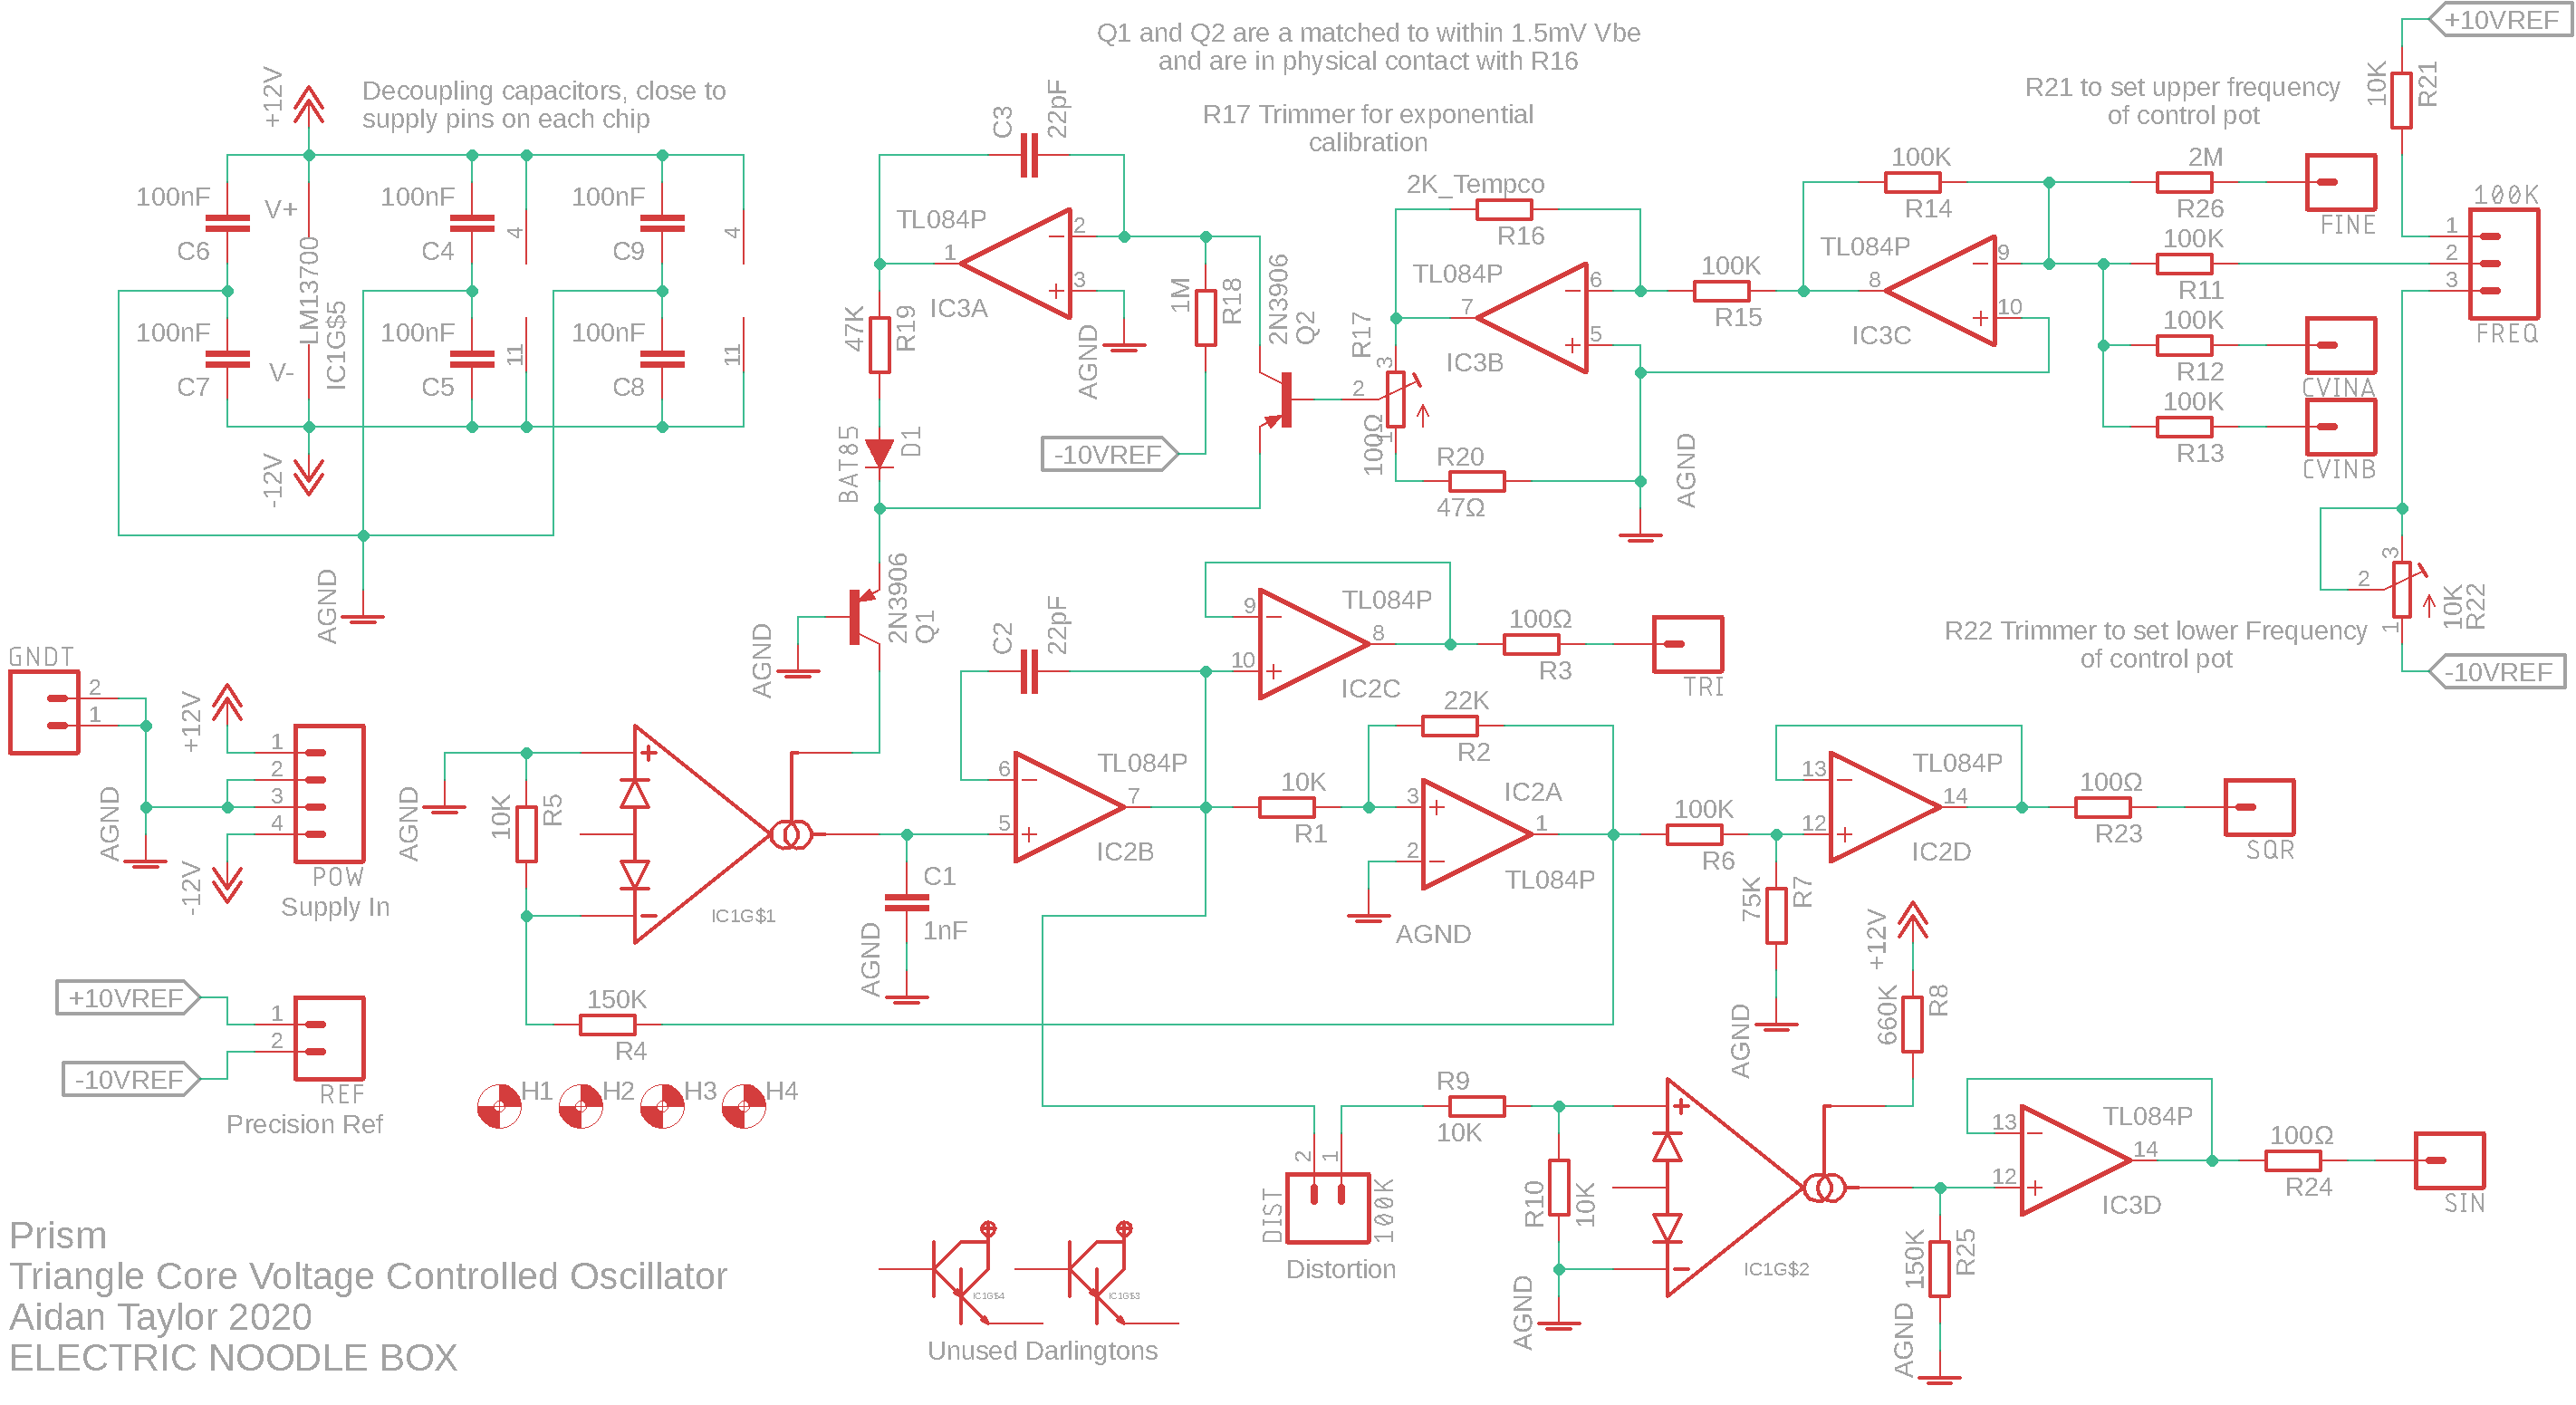 Q1 and Q2 are a matched to within 1.5mV Vbe
and are in physical contact with R16
+10VREF
10K
R21
R21 to set upper frequency
of control pot
+12V
Decoupling capacitors, close to
supply pins on each chip
C3
22pF
R17 Trimmer for exponential
calibration
100nF
C6
V+
LM13700
IC1G$5
V-
100nF
C7
100nF
C4
4
100nF
C9
4
100nF
C5
11
100nF
C8
11
-12V
AGND
TL084P
1
2
3
IC3A
AGND
47K
R19
1M
R18
2N3906
Q2
-10VREF
BAT85
D1
2K_Tempco
R16
TL084P
7
6
5
IC3B
R17
3
2
1
100Ω
R20
47Ω
AGND
100K
R15
100K
R14
TL084P
8
9
10
IC3C
2M
R26
FINE
100K
R11
100K
R12
CVINA
100K
R13
CVINB
100K
1
2
3
FREQ
3
2
1
10K
R22
R22 Trimmer to set lower Frequency
of control pot
-10VREF
2N3906
Q1
AGND
GNDT
2
1
+12V
1
2
3
4
AGND
-12V
POW
Supply In
AGND
10K
R5
IC1G$1
C1
1nF
AGND
C2
22pF
6
5
7
TL084P
IC2B
9
10
8
TL084P
IC2C
100Ω
R3
TRI
22K
R2
10K
R1
3
2
1
IC2A
TL084P
AGND
100K
R6
75K
R7
AGND
13
12
14
TL084P
IC2D
100Ω
R23
SQR
+10VREF
1
2
-10VREF
REF
Precision Ref
150K
R4
H1
H2
H3
H4
+12V
660K
R8
R9
10K
2
1
DIST
100K
Distortion
R10
10K
AGND
IC1G$2
13
12
14
TL084P
IC3D
150K
R25
AGND
100Ω
R24
SIN
IC1G$4
IC1G$3
Unused Darlingtons
Prism
Triangle Core Voltage Controlled Oscillator
Aidan Taylor 2020
ELECTRIC NOODLE BOX